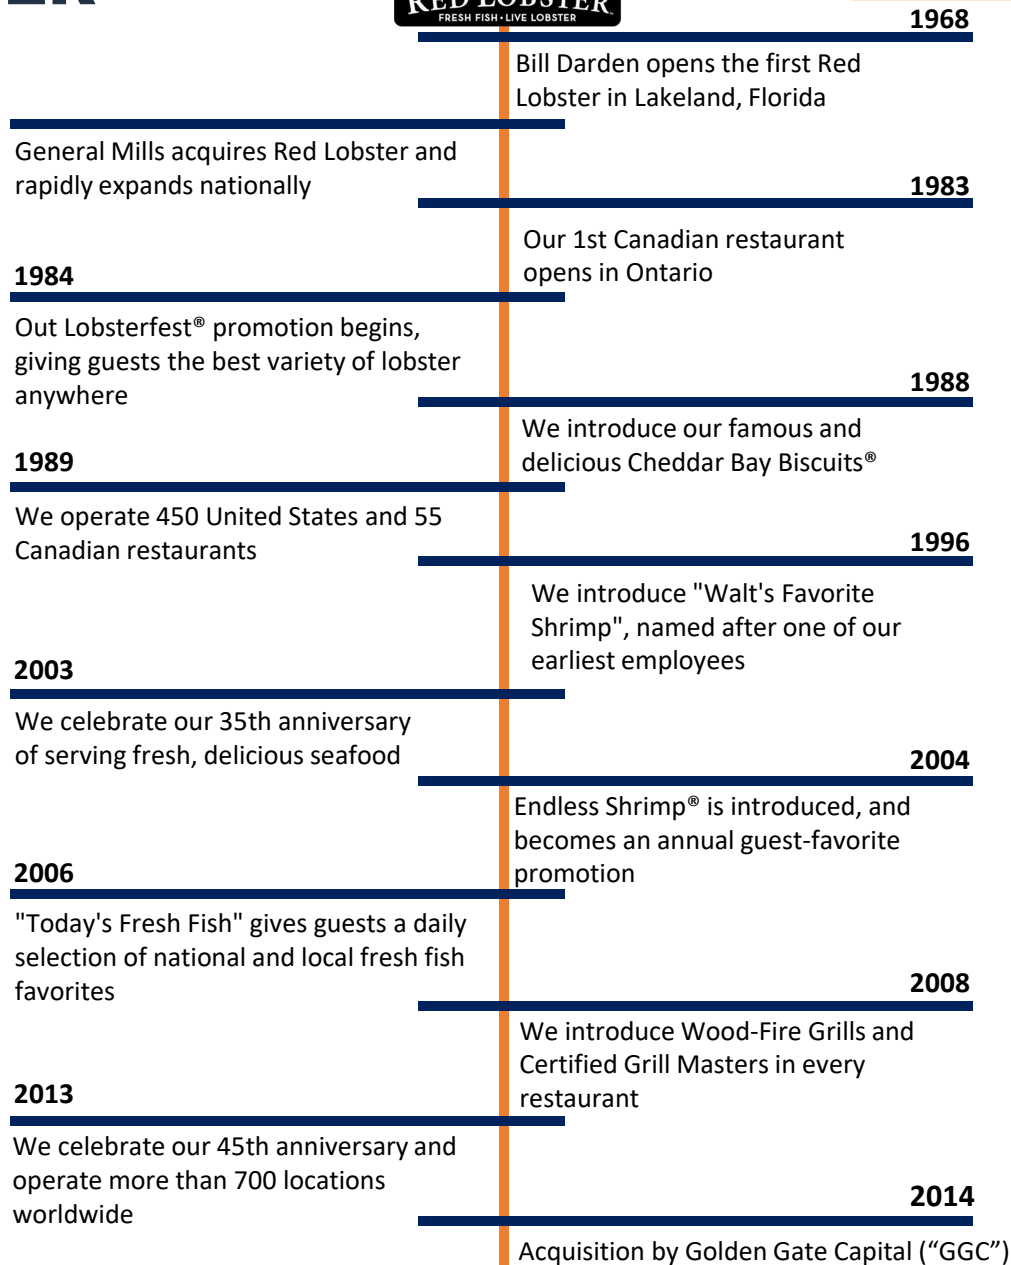 RED LOBSTER
FRESH FISH • LIVE LOBSTER
1968
Bill Darden opens the first Red
Lobster in Lakeland, Florida
General Mills acquires Red Lobster and
rapidly expands nationally
1983
Our 1st Canadian restaurant
opens in Ontario
1984
Out Lobsterfest® promotion begins,
giving guests the best variety of lobster
anywhere
1988
We introduce our famous and
delicious Cheddar Bay Biscuits®
1989
We operate 450 United States and 55
Canadian restaurants
1996
We introduce "Walt's Favorite
Shrimp", named after one of our
earliest employees
2003
We celebrate our 35th anniversary
of serving fresh, delicious seafood
2004
Endless Shrimp® is introduced, and
becomes an annual guest-favorite
promotion
2006
"Today's Fresh Fish" gives guests a daily
selection of national and local fresh fish
favorites
2008
We introduce Wood-Fire Grills and
Certified Grill Masters in every
restaurant
2013
We celebrate our 45th anniversary and
operate more than 700 locations
worldwide
2014
Acquisition by Golden Gate Capital (“GGC”)